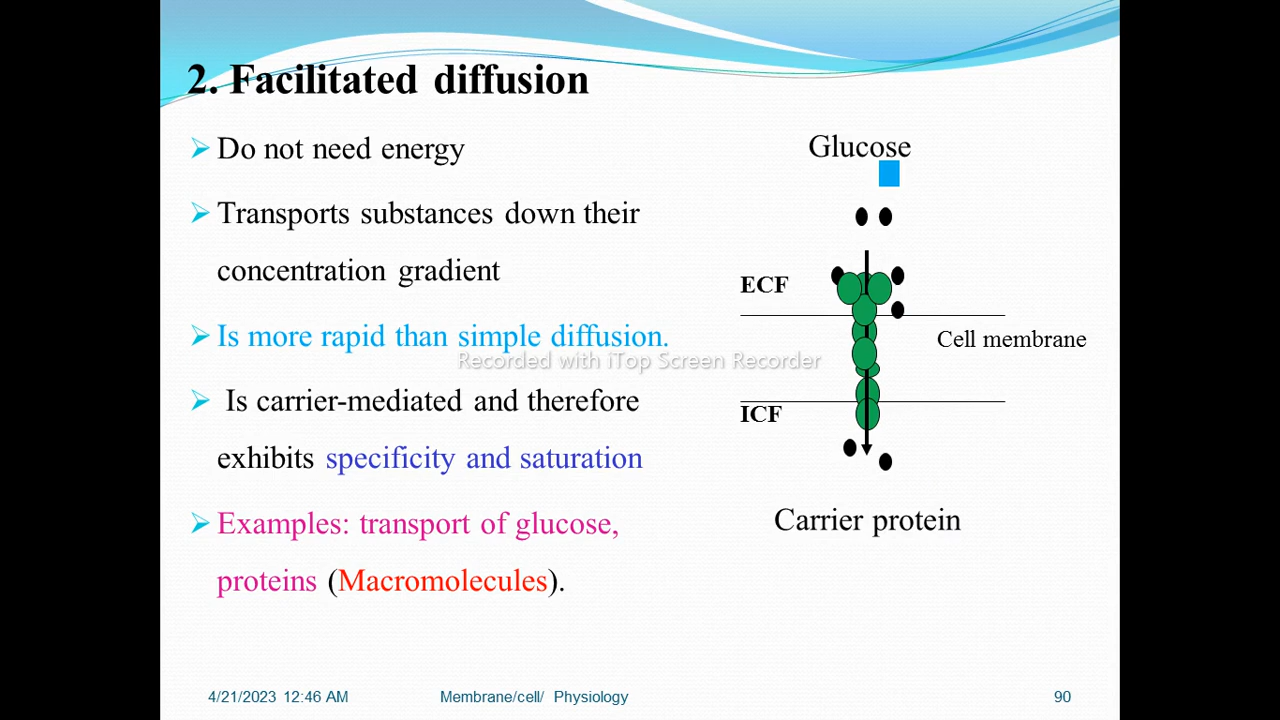 2. Facilitated diffusion
Do not need energy
Transports substances down their
concentration gradient
Is more rapid than simple diffusion.
Is carrier-mediated and therefore
exhibits specificity and saturation
Examples: transport of glucose,
proteins (Macromolecules).
Glucose
ECF
Cell membrane
ICF
Carrier protein
Recorded with iTop Screen Recorder
4/21/2023 12:46 AM
Membrane/cell/ Physiology
90